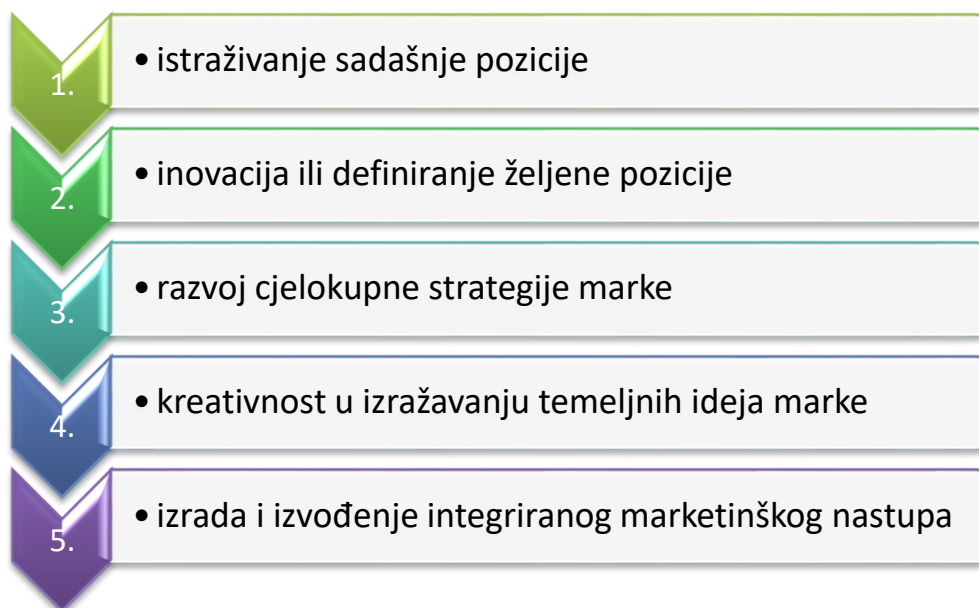 1. • istraživanje sadašnje pozicije
2. • inovacija ili definiranje željene pozicije
3. • razvoj cjelokupne strategije marke
4. • kreativnost u izražavanju temeljnih ideja marke
5. • izrada i izvođenje integriranog marketinškog nastupa